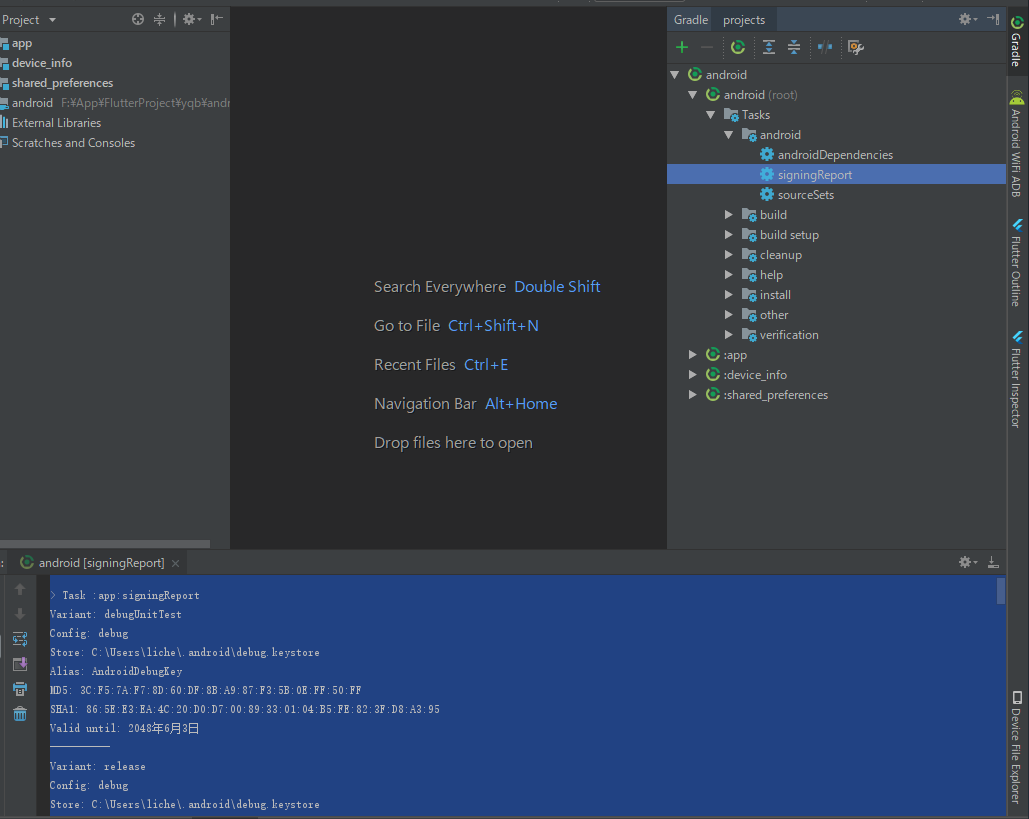 Project
app
device_info
shared_preferences
android F:¥App¥FlutterProject¥yqb¥andr
External Libraries
Scratches and Consoles
Search Everywhere Double Shift
Go to File Ctrl+Shift+N
Recent Files Ctrl+E
Navigation Bar Alt+Home
Drop files here to open
Gradle projects
android
android (root)
Tasks
android
androidDependencies
signingReport
sourceSets
build
build setup
cleanup
help
install
other
verification
:app
:device_info
:shared_preferences
Gradle
Android WiFi ADB
Flutter Outline
Flutter Inspector
Device File Explorer
: android [signingReport]
> Task :app:signingReport
Variant: debugUnitTest
Config: debug
Store: C:\Users\liche\.android\debug.keystore
Alias: AndroidDebugKey
MD5: 3C:F5:7A:F7:8D:60:DF:8B:A9:87:F3:5B:0E:FF:50:FF
SHA1: 86:5E:E3:EA:4C:20:D0:D7:00:89:33:01:04:B5:FE:82:3F:D8:A3:95
Valid until: 2048年6月3日
----------
Variant: release
Config: debug
Store: C:\Users\liche\.android\debug.keystore